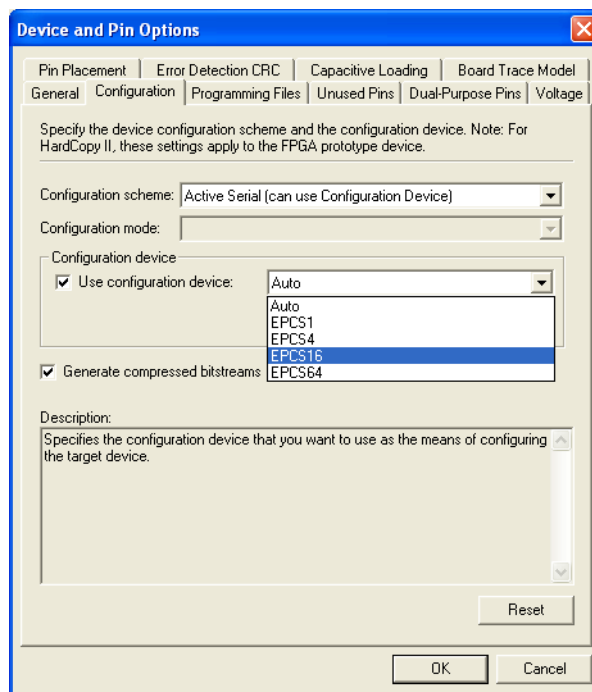 Device and Pin Options
Pin Placement Error Detection CRC Capacitive Loading Board Trace Model
General Configuration Programming Files Unused Pins Dual-Purpose Pins Voltage
Specify the device configuration scheme and the configuration device. Note: For
HardCopy II, these settings apply to the FPGA prototype device.
Configuration scheme: Active Serial (can use Configuration Device)
Configuration mode:
Configuration device
Use configuration device: Auto
Auto
EPCS1
EPCS4
EPCS16
Generate compressed bitstreams EPCS64
Description:
Specifies the configuration device that you want to use as the means of configuring
the target device.
Reset
OK Cancel